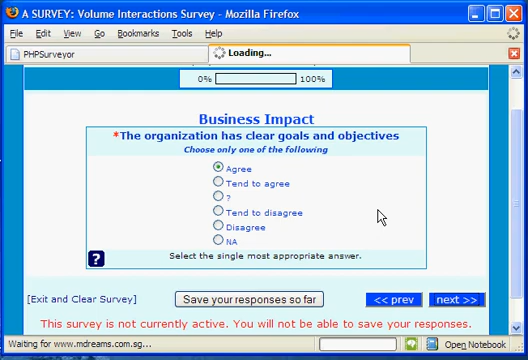 A SURVEY: Volume Interactions Survey - Mozilla Firefox
File Edit View Go Bookmarks Tools Help
PHPSurveyor
Loading...
0% 100%
Business Impact
*The organization has clear goals and objectives
Choose only one of the following
Agree
Tend to agree
?
Tend to disagree
Disagree
NA
? Select the single most appropriate answer.
[Exit and Clear Survey] Save your responses so far << prev next >>
This survey is not currently active. You will not be able to save your responses.
Waiting for www.mdreams.com.sg... Open Notebook